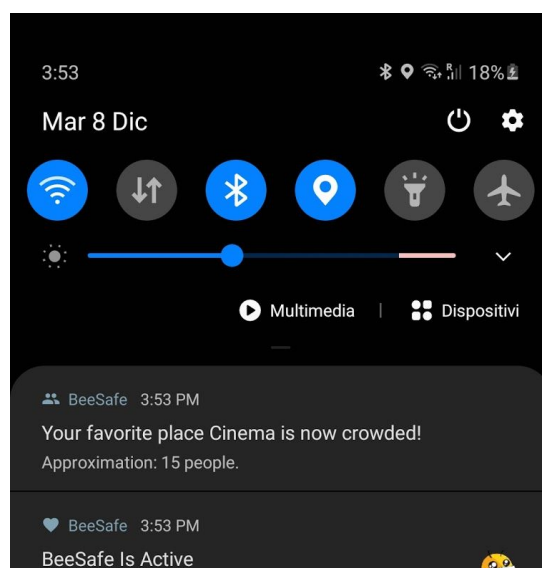 3:53
R 18%
Mar 8 Dic
Multimedia | Dispositivi
BeeSafe 3:53 PM
Your favorite place Cinema is now crowded!
Approximation: 15 people.
BeeSafe 3:53 PM
BeeSafe Is Active